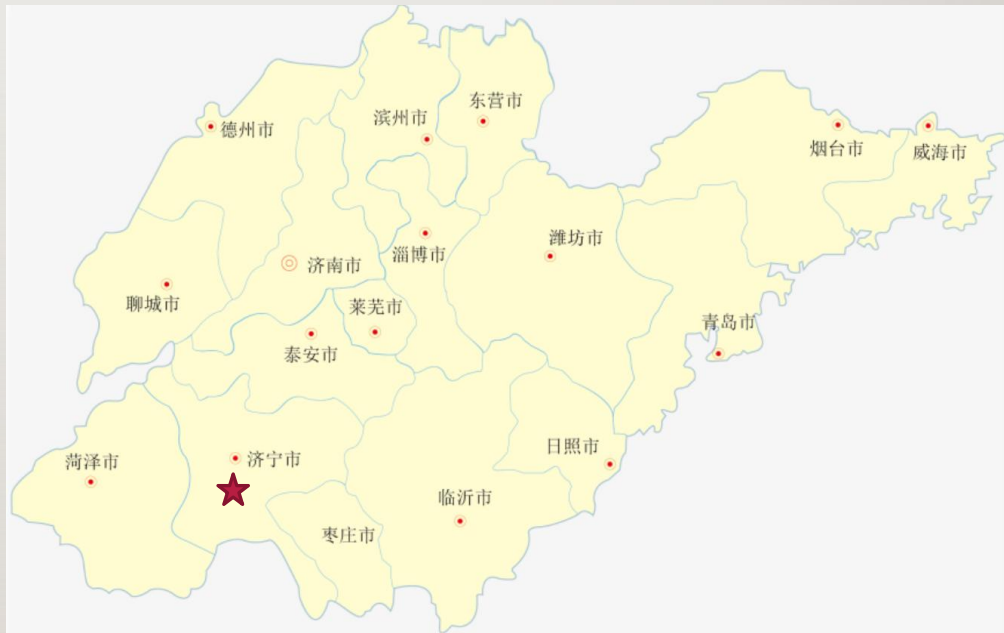 东营市
滨州市
德州市
烟台市
威海市
潍坊市
淄博市
济南市
聊城市
莱芜市
青岛市
泰安市
日照市
济宁市
菏泽市
临沂市
枣庄市